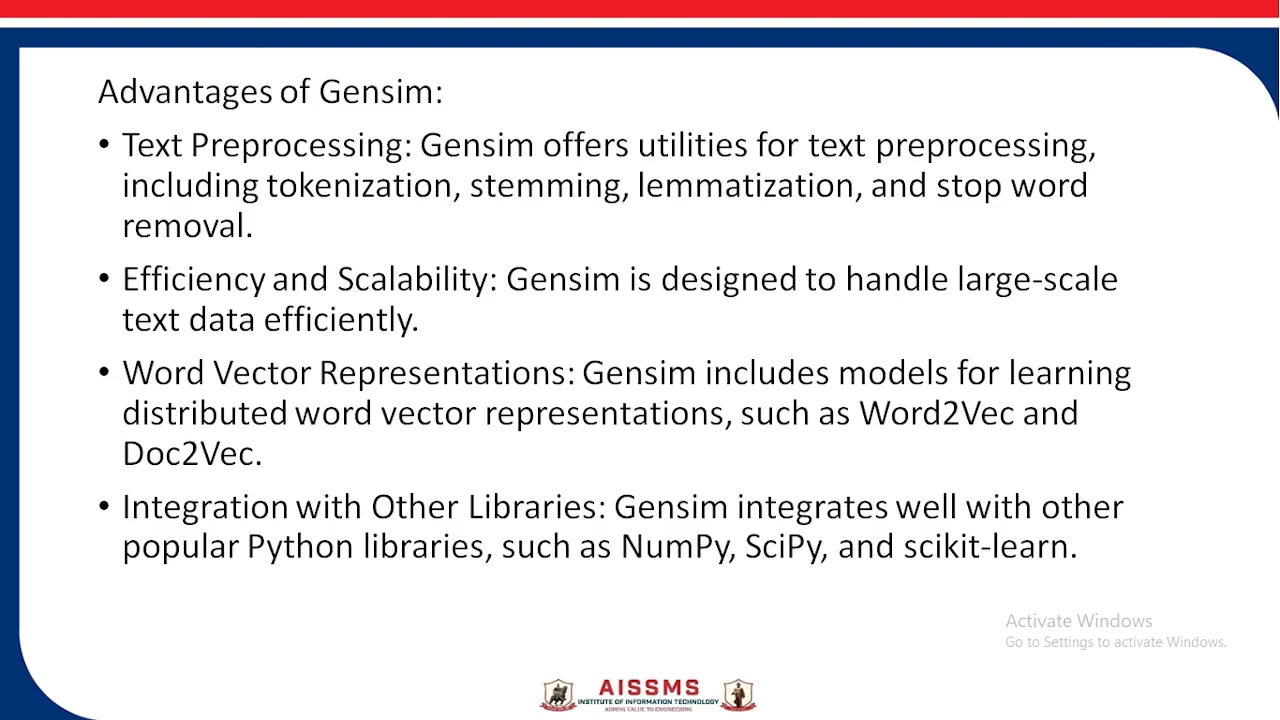 Advantages of Gensim:
• Text Preprocessing: Gensim offers utilities for text preprocessing,
including tokenization, stemming, lemmatization, and stop word
removal.
• Efficiency and Scalability: Gensim is designed to handle large-scale
text data efficiently.
• Word Vector Representations: Gensim includes models for learning
distributed word vector representations, such as Word2Vec and
Doc2Vec.
• Integration with Other Libraries: Gensim integrates well with other
popular Python libraries, such as NumPy, SciPy, and scikit-learn.
Activate Windows
Go to Settings to activate Windows.
AISSMS
INSTITUTE OF INFORMATION TECHNOLOGY
ADDING VALUE TO ENGINEERING